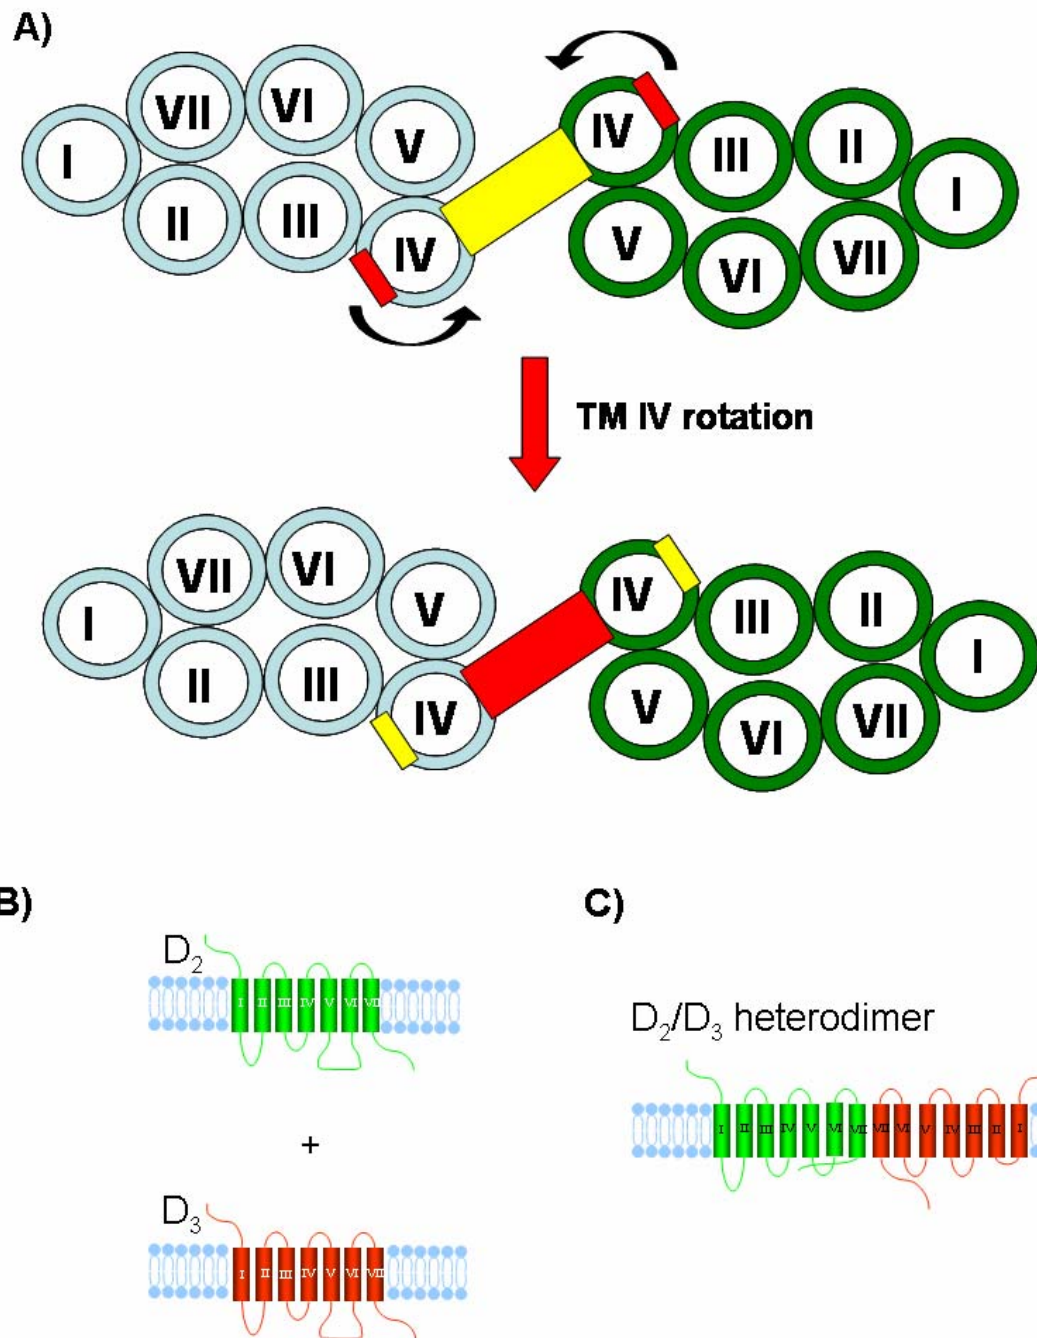 A)
VII
VI
V
I
II
III
IV
IV
III
II
I
V
VI
VII
TM IV rotation
VII
VI
V
I
II
III
IV
IV
III
II
I
V
VI
VII
B)
C)
D2
I II III IV V VI VII
+
D3
I II III IV V VI VII
D2/D3 heterodimer
I II III IV V VI VII VII VI V IV III II I